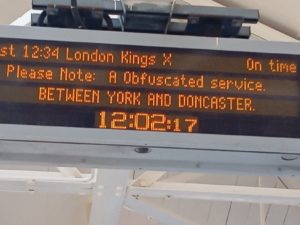 st 12:34 London Kings X On time
Please Note: A Obfuscated service.
BETWEEN YORK AND DONCASTER.
12:02:17